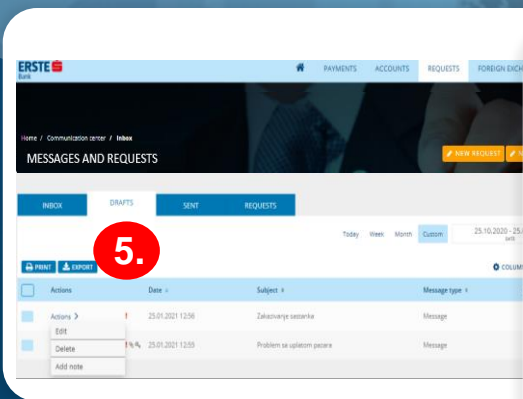 ERSTE
Bank
PAYMENTS ACCOUNTS REQUESTS FOREIGN EXCH
Home / Communication center / Inbox
MESSAGES AND REQUESTS
NEW REQUEST
INBOX DRAFTS SENT REQUESTS
5.
Today Week Month Custom 25.10.2020 - 25.
DATE
PRINT EXPORT COLUMN
Actions Date Subject Message type
Actions > ! 25.01.2021 12:56 Zakazivanje sastanka Message
Edit
Delete ! 25.01.2021 12:55 Problem sa uplatom pazara Message
Add note